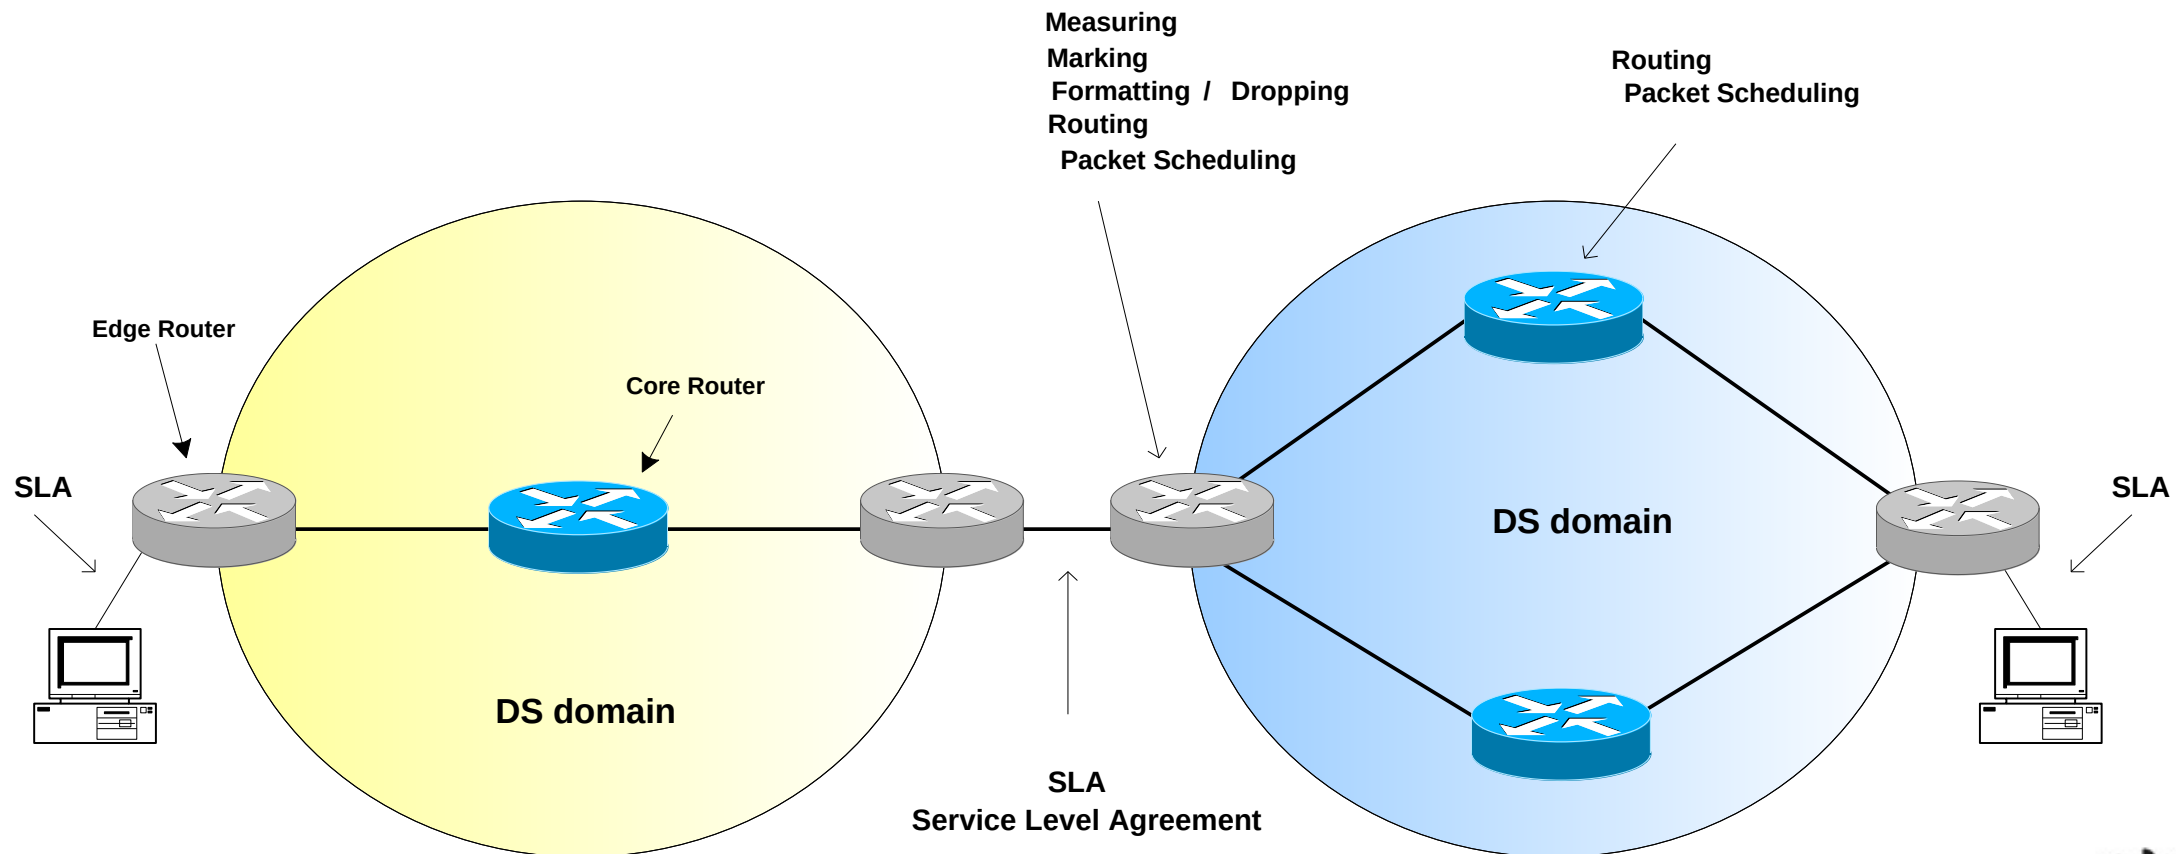 Measuring
Marking
Formatting / Dropping
Routing
Packet Scheduling
Routing
Packet Scheduling
Edge Router
Core Router
SLA
SLA
DS domain
DS domain
SLA
Service Level Agreement